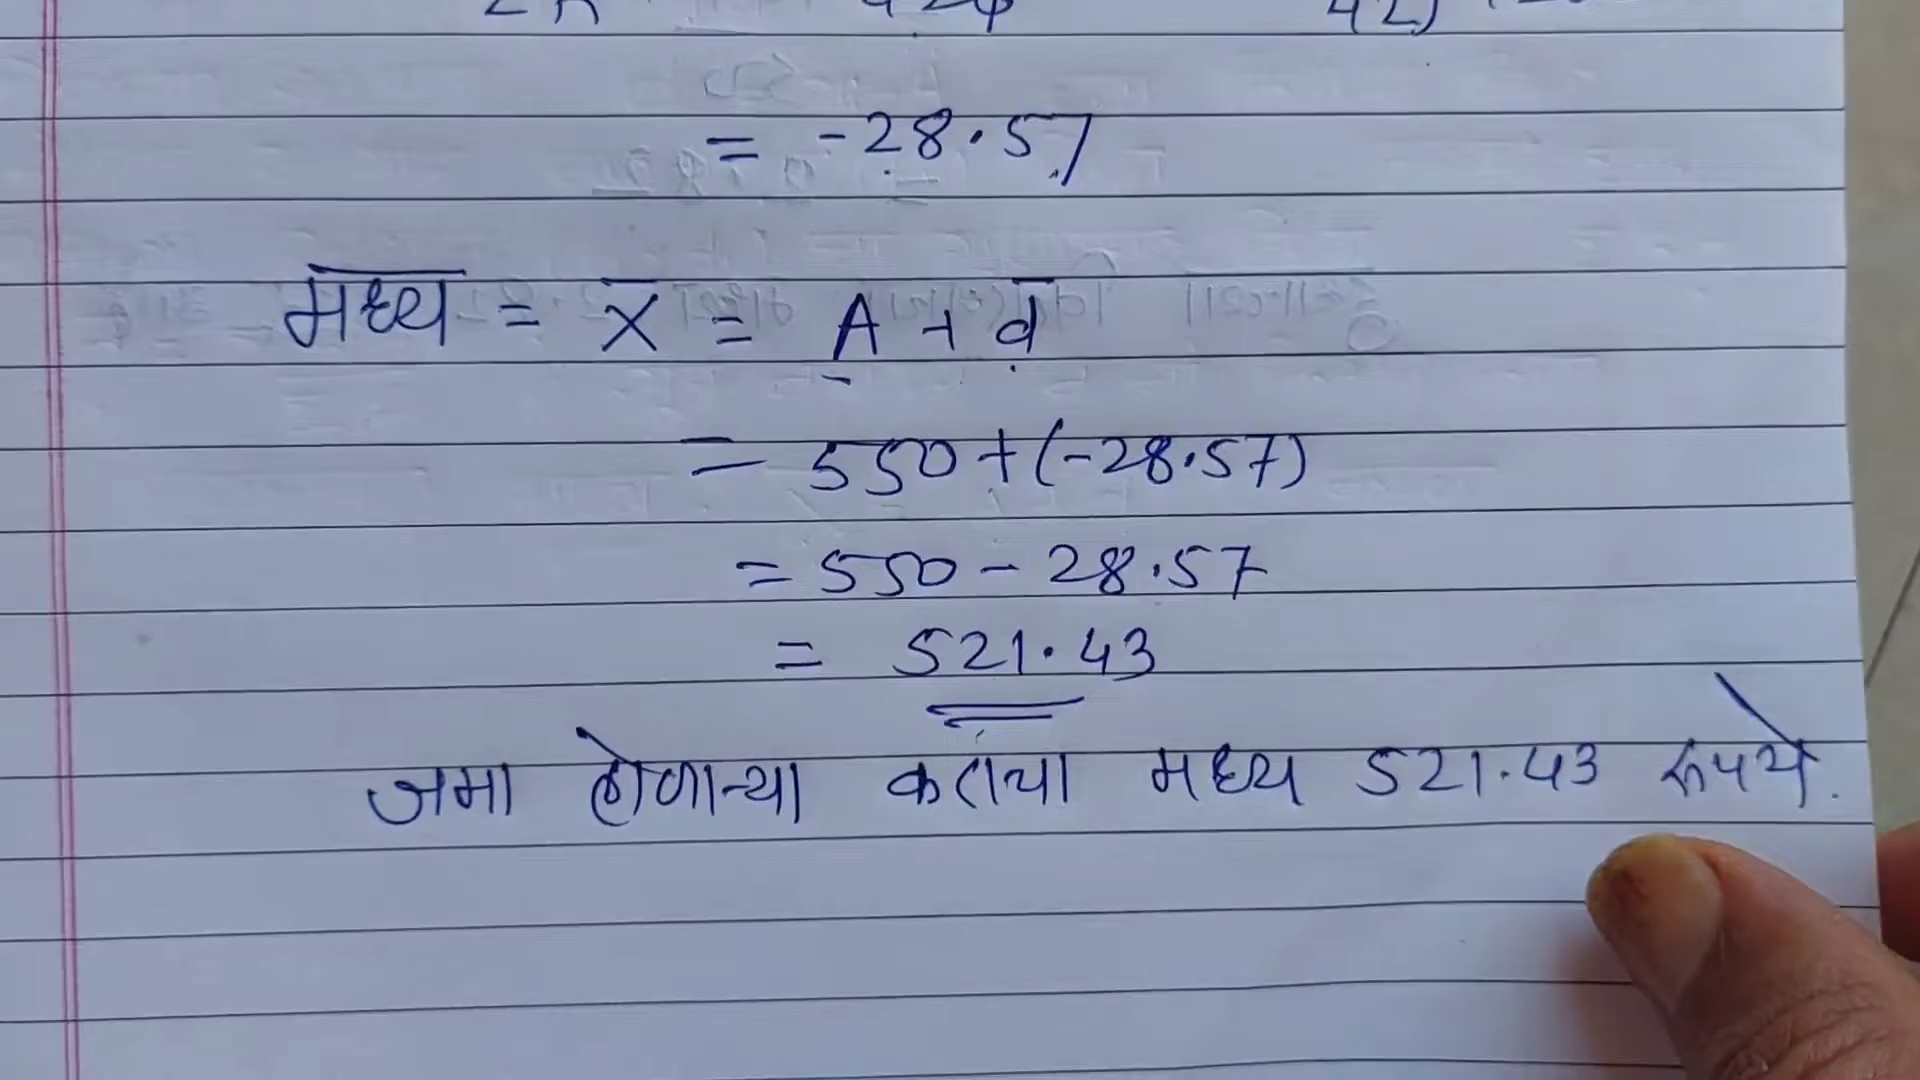 = -28.57
मध्य = x̄ = A + d̄
= 550 + (-28.57)
= 550 - 28.57
= 521.43
जमा होणाऱ्या कराचा मध्य 521.43 रूपये.